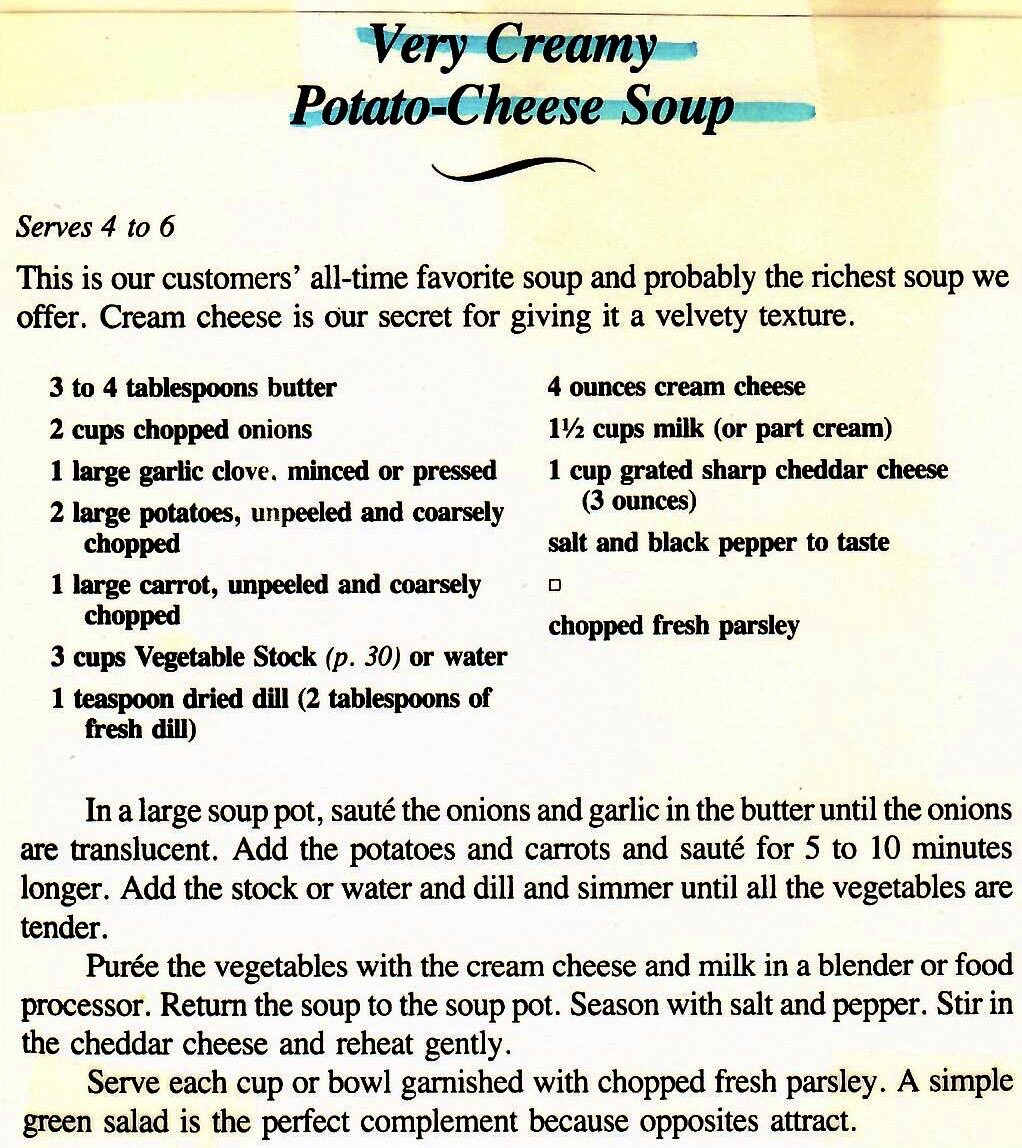 Very Creamy
Potato-Cheese Soup
Serves 4 to 6
This is our customers' all-time favorite soup and probably the richest soup we
offer. Cream cheese is our secret for giving it a velvety texture.
3 to 4 tablespoons butter
2 cups chopped onions
1 large garlic clove, minced or pressed
2 large potatoes, unpeeled and coarsely
chopped
1 large carrot, unpeeled and coarsely
chopped
3 cups Vegetable Stock (p. 30) or water
1 teaspoon dried dill (2 tablespoons of
fresh dill)
4 ounces cream cheese
1½ cups milk (or part cream)
1 cup grated sharp cheddar cheese
(3 ounces)
salt and black pepper to taste
□
chopped fresh parsley
In a large soup pot, sauté the onions and garlic in the butter until the onions
are translucent. Add the potatoes and carrots and sauté for 5 to 10 minutes
longer. Add the stock or water and dill and simmer until all the vegetables are
tender.
Purée the vegetables with the cream cheese and milk in a blender or food
processor. Return the soup to the soup pot. Season with salt and pepper. Stir in
the cheddar cheese and reheat gently.
Serve each cup or bowl garnished with chopped fresh parsley. A simple
green salad is the perfect complement because opposites attract.